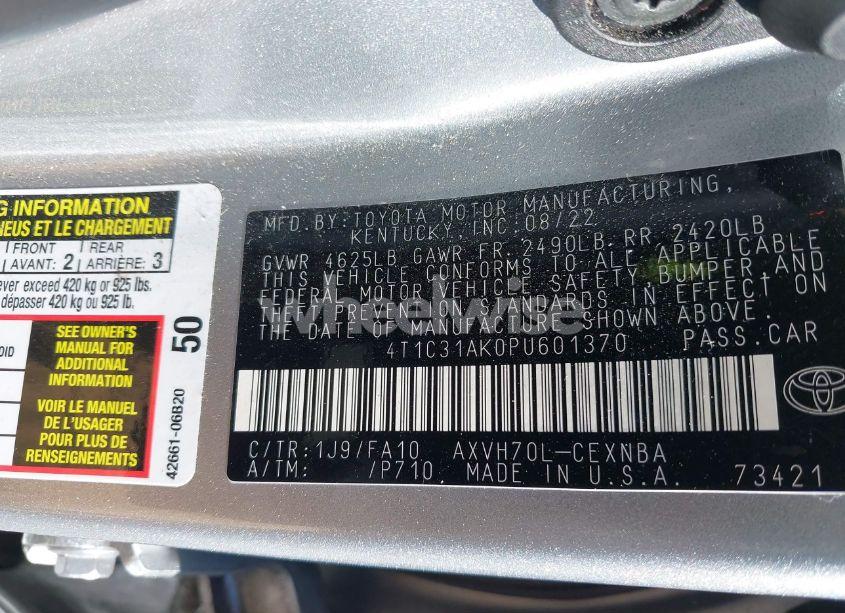 G INFORMATION
NEUS ET LE CHARGEMENT
FRONT
AVANT: 2
REAR
ARRIÈRE: 3
ver exceed 420 kg or 925 lbs.
dépasser 420 kg ou 925 lb.
SEE OWNER'S
MANUAL FOR
ADDITIONAL
INFORMATION
VOIR LE MANUEL
DE L'USAGER
POUR PLUS DE
RENSEIGNEMENTS
50
42661-06B20
MFD. BY: TOYOTA MOTOR MANUFACTURING,
KENTUCKY, INC. 08/22
GVWR 4625LB GAWR FR. 2490LB. RR. 2420LB
THIS VEHICLE CONFORMS TO ALL APPLICABLE
FEDERAL MOTOR VEHICLE SAFETY, BUMPER, AND
THEFT PREVENTION STANDARDS IN EFFECT ON
THE DATE OF MANUFACTURE SHOWN ABOVE.
4T1C31AK0PU601370 PASS.CAR
C/TR: 1J9/FA10 AXVH70L-CEXNBA
A/TM: /P710 MADE IN U.S.A. 73421
wheelwise